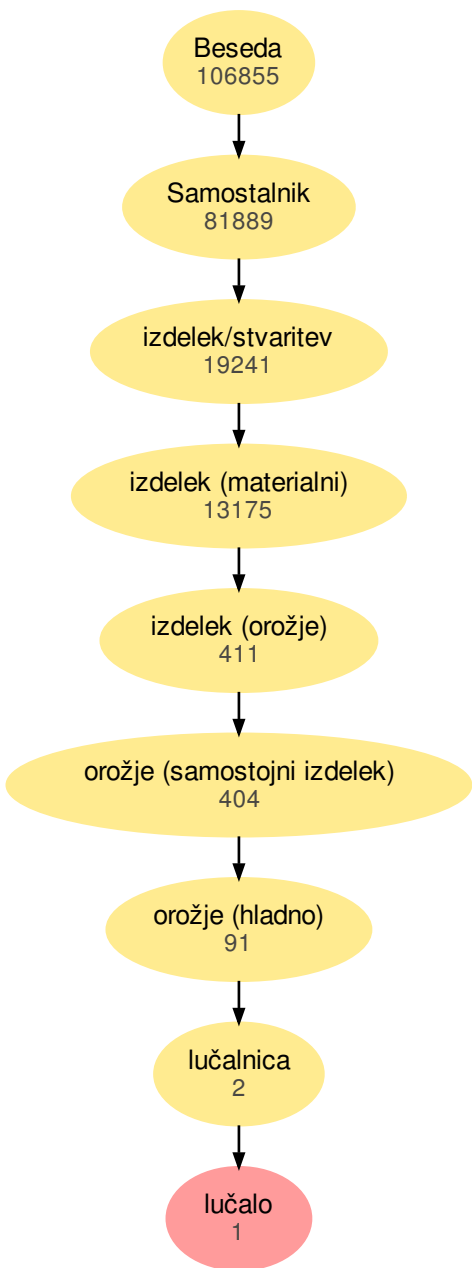 Beseda
106855
Samostalnik
81889
izdelek/stvaritev
19241
izdelek (materialni)
13175
izdelek (orožje)
411
orožje (samostojni izdelek)
404
orožje (hladno)
91
lučalnica
2
lučalo
1